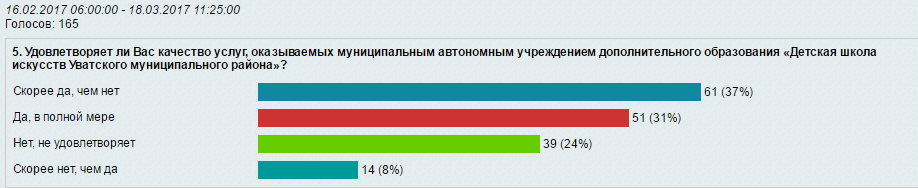 16.02.2017 06:00:00 - 18.03.2017 11:25:00
Голосов: 165
5. Удовлетворяет ли Вас качество услуг, оказываемых муниципальным автономным учреждением дополнительного образования «Детская школа
искусств Уватского муниципального района»?
Скорее да, чем нет 61 (37%)
Да, в полной мере 51 (31%)
Нет, не удовлетворяет 39 (24%)
Скорее нет, чем да 14 (8%)